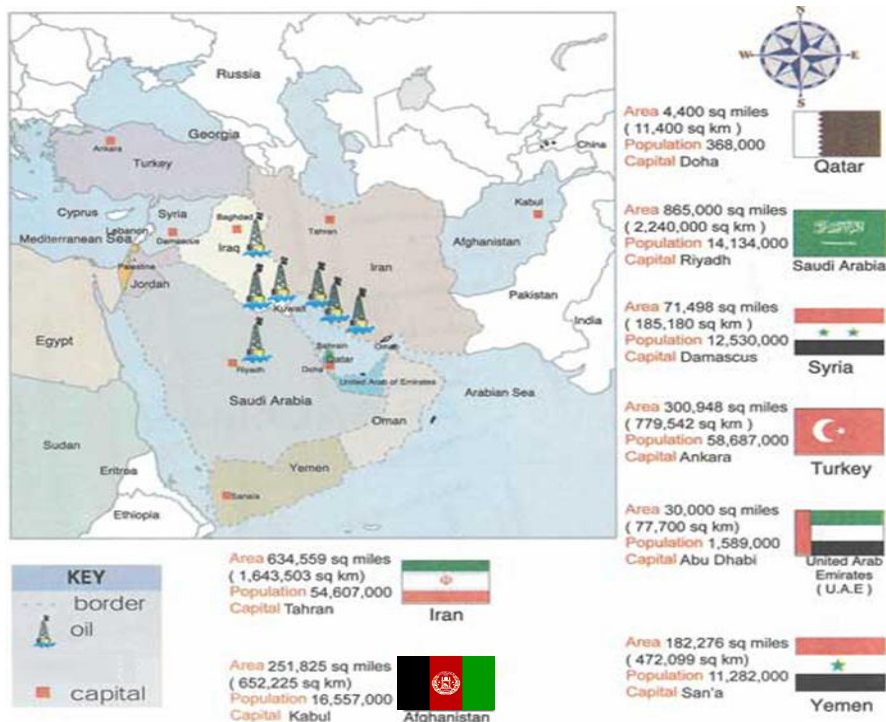 S
W
E
S
Russia
Georgia
Ankara
Turkey
China
Cyprus
Syria
Baghdad
Kabul
Lebanon
Mediterranean Sea
Damascus
Iraq
Tahran
Afghanistan
Palestine
Iran
Jordan
Pakistan
Kuwait
India
Egypt
Bahrain
Oman
Qatar
Riyadh
Doha
United Arab of Emirates
Arabian Sea
Saudi Arabia
Oman
Sudan
Yemen
Eritrea
Ethiopia
Area 4,400 sq miles
( 11,400 sq km )
Population 368,000
Capital Doha
Qatar
Area 865,000 sq miles
( 2,240,000 sq km )
Population 14,134,000
Capital Riyadh
Saudi Arabia
Area 71,498 sq miles
( 185,180 sq km )
Population 12,530,000
Capital Damascus
Syria
Area 300,948 sq miles
( 779,542 sq km )
Population 58,687,000
Capital Ankara
Turkey
Area 30,000 sq miles
( 77,700 sq km)
Population 1,589,000
Capital Abu Dhabi
United Arab
Emirates
( U.A.E )
Area 634,559 sq miles
( 1,643,503 sq km)
Population 54,607,000
Capital Tahran
Iran
KEY
border
oil
capital
Area 251,825 sq miles
( 652,225 sq km)
Population 16,557,000
Capital Kabul
Afghanistan
Area 182,276 sq miles
( 472,099 sq km)
Population 11,282,000
Capital San'a
Yemen